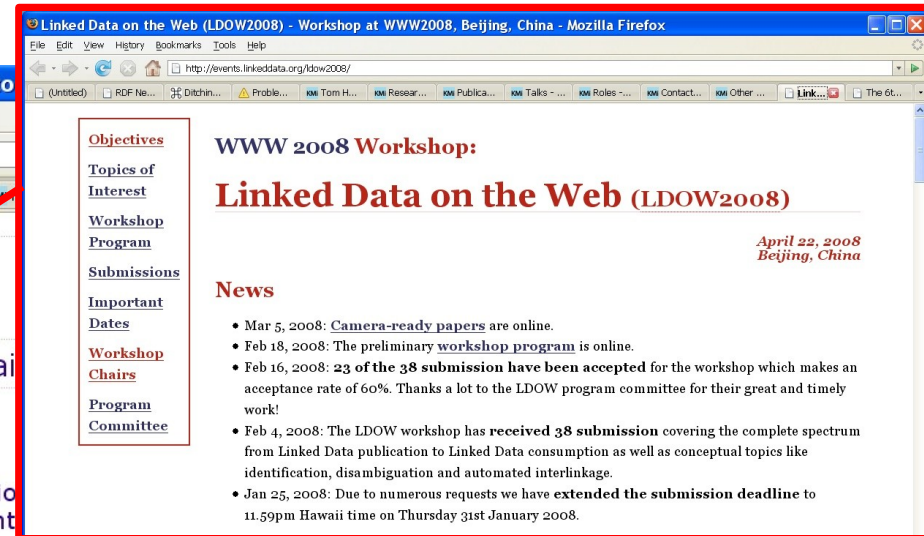 Linked Data on the Web (LDOW2008) - Workshop at WWW2008, Beijing, China - Mozilla Firefox
File Edit View History Bookmarks Tools Help
http://events.linkeddata.org/ldow2008/
(Untitled) RDF Ne... Ditchin... Proble... KMi Tom H... KMi Resear... KMi Publica... KMi Talks - ... KMi Roles -... KMi Contact... KMi Other ... Link... The 6t...
Objectives
Topics of
Interest
Workshop
Program
Submissions
Important
Dates
Workshop
Chairs
Program
Committee
WWW 2008 Workshop:
Linked Data on the Web (LDOW2008)
April 22, 2008
Beijing, China
News
• Mar 5, 2008: Camera-ready papers are online.
• Feb 18, 2008: The preliminary workshop program is online.
• Feb 16, 2008: 23 of the 38 submission have been accepted for the workshop which makes an
acceptance rate of 60%. Thanks a lot to the LDOW program committee for their great and timely
work!
• Feb 4, 2008: The LDOW workshop has received 38 submission covering the complete spectrum
from Linked Data publication to Linked Data consumption as well as conceptual topics like
identification, disambiguation and automated interlinkage.
• Jan 25, 2008: Due to numerous requests we have extended the submission deadline to
11.59pm Hawaii time on Thursday 31st January 2008.